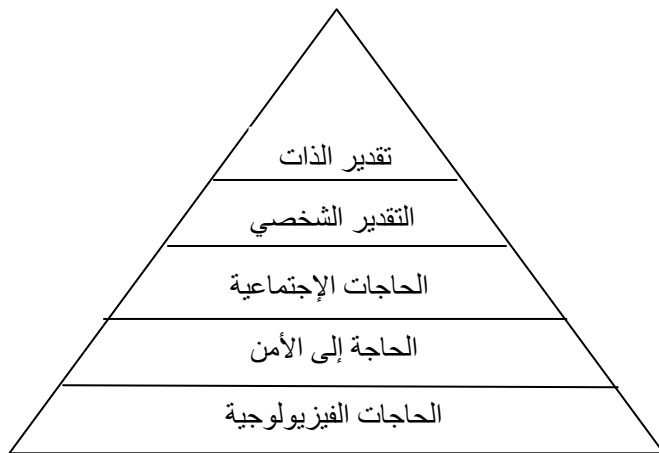 تقدير الذات
التقدير الشخصي
الحاجات الإجتماعية
الحاجة إلى الأمن
الحاجات الفيزيولوجية